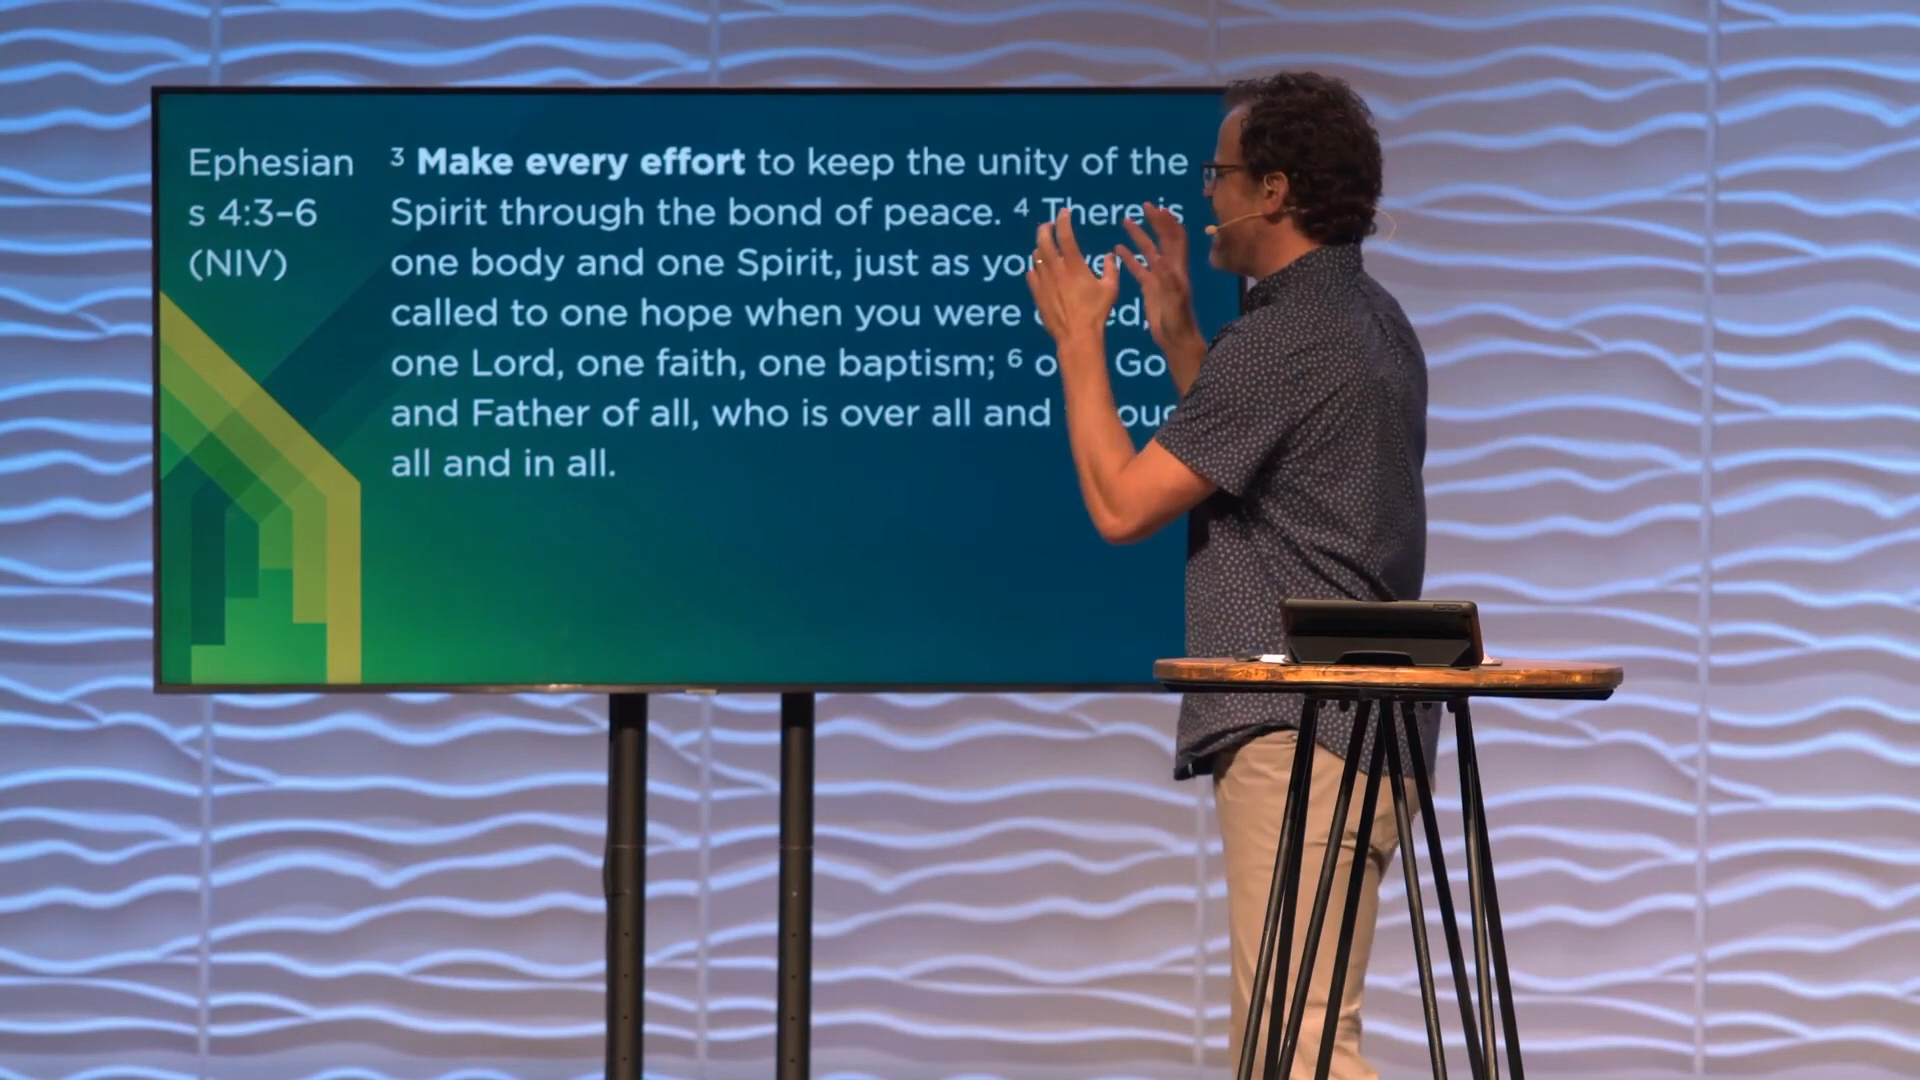 Ephesian
s 4:3–6
(NIV)
3 Make every effort to keep the unity of the
Spirit through the bond of peace. 4 There is
one body and one Spirit, just as you were
called to one hope when you were called,
one Lord, one faith, one baptism; 6 one
and Father of all, who is over all and
all and in all.